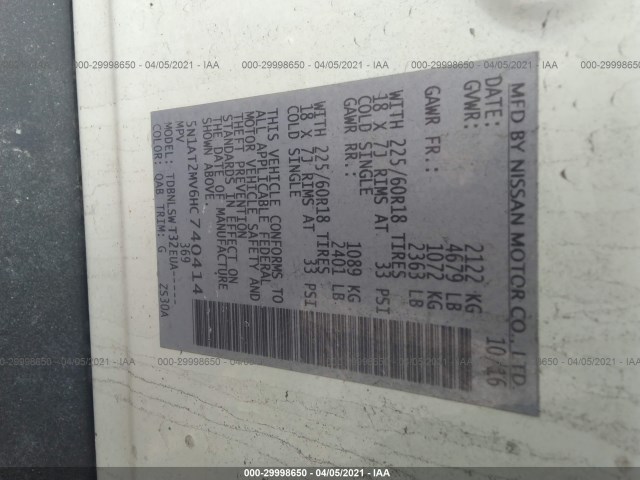 000-29998650 - 04/05/2021 - IAA
MFD BY NISSAN MOTOR CO., LTD.
DATE: 10/16
GVWR: 2122 KG
4679 LB
GAWR FR.: 1072 KG
2363 LB
WITH 225/60R18 TIRES
18 X 7J RIMS AT 33 PSI
COLD SINGLE
GAWR RR.: 1089 KG
2401 LB
WITH 225/60R18 TIRES
18 X 7J RIMS AT 33 PSI
COLD SINGLE
THIS VEHICLE CONFORMS TO
ALL APPLICABLE FEDERAL
MOTOR VEHICLE SAFETY AND
THEFT PREVENTION
STANDARDS IN EFFECT ON
THE DATE OF MANUFACTURE
SHOWN ABOVE.
5N1AT2MV6HC740414
MPV 369
MODEL: TDBNLSW T32EUA-----
COLOR: QAB TRIM: G ZS30A
000-29998650 - 04/05/2021 - IAA